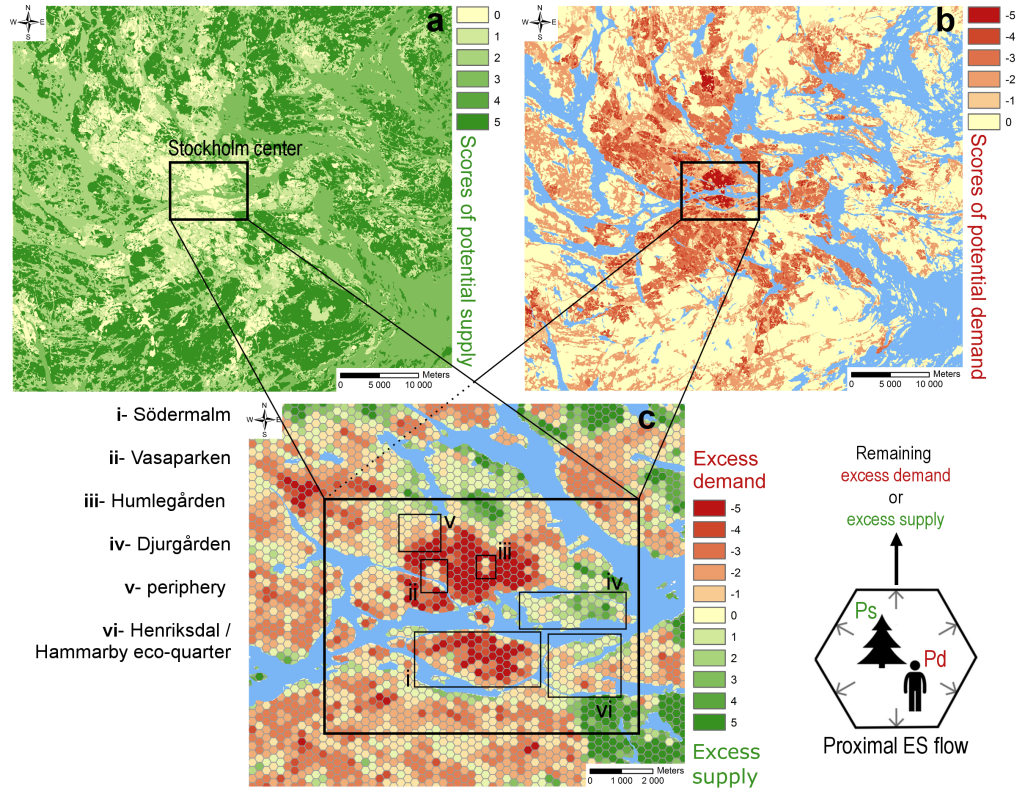 N
W E
S
a
0
1
2
3
4
5
Scores of potential supply
Stockholm center
Meters
0 5 000 10 000
N
W E
S
b
-5
-4
-3
-2
-1
0
Scores of potential demand
Meters
0 5 000 10 000
i- Södermalm
ii- Vasaparken
iii- Humlegården
iv- Djurgården
v- periphery
vi- Henriksdal /
Hammarby eco-quarter
N
W E
S
c
v
iii
ii
iv
i
vi
Meters
0 1 000 2 000
Excess
demand
-5
-4
-3
-2
-1
0
1
2
3
4
5
Excess
supply
Remaining
excess demand
or
excess supply
Ps
Pd
Proximal ES flow